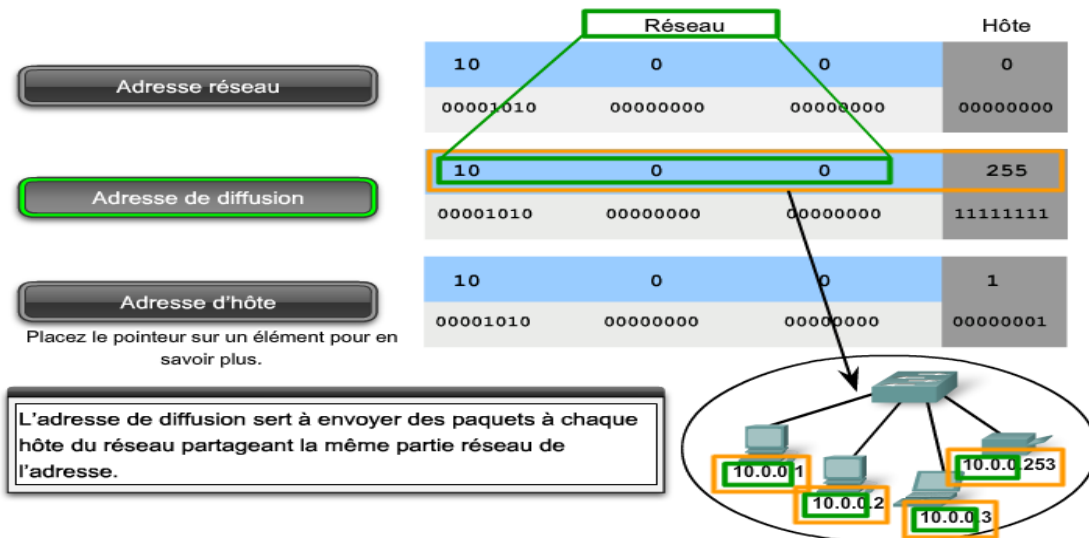 Réseau Hôte
Adresse réseau
10 0 0 0
00001010 00000000 00000000 00000000
Adresse de diffusion
10 0 0 255
00001010 00000000 00000000 11111111
Adresse d'hôte
10 0 0 1
00001010 00000000 00000000 00000001
Placez le pointeur sur un élément pour en
savoir plus.
L'adresse de diffusion sert à envoyer des paquets à chaque
hôte du réseau partageant la même partie réseau de
l'adresse.
10.0.0.1
10.0.0.2
10.0.0.3
10.0.0.253